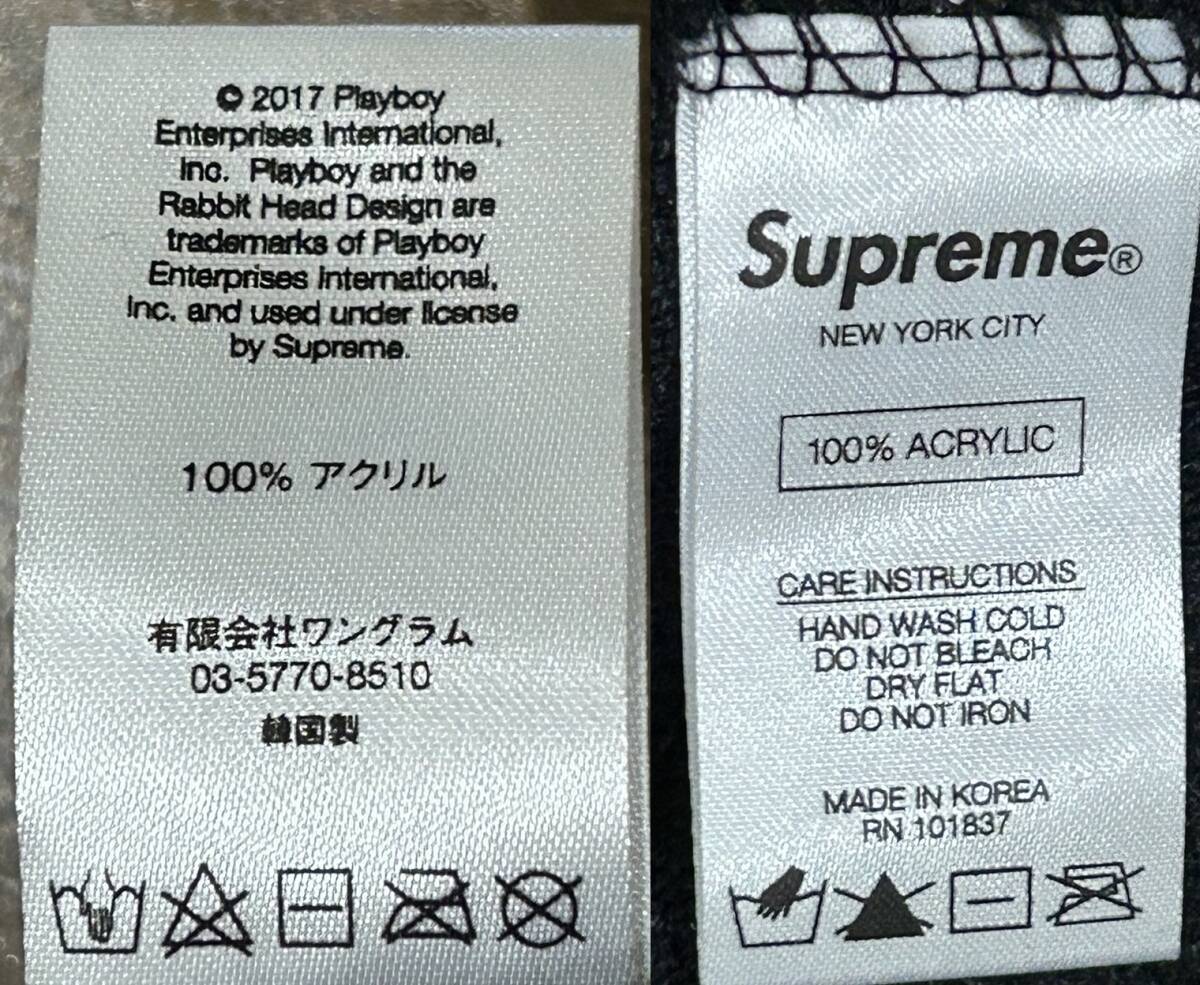 © 2017 Playboy
Enterprises International,
Inc. Playboy and the
Rabbit Head Design are
trademarks of Playboy
Enterprises International,
Inc. and used under license
by Supreme.
100% アクリル
有限会社ワングラム
03-5770-8510
韓国製
Supreme®
NEW YORK CITY
100% ACRYLIC
CARE INSTRUCTIONS
HAND WASH COLD
DO NOT BLEACH
DRY FLAT
DO NOT IRON
MADE IN KOREA
RN 101837